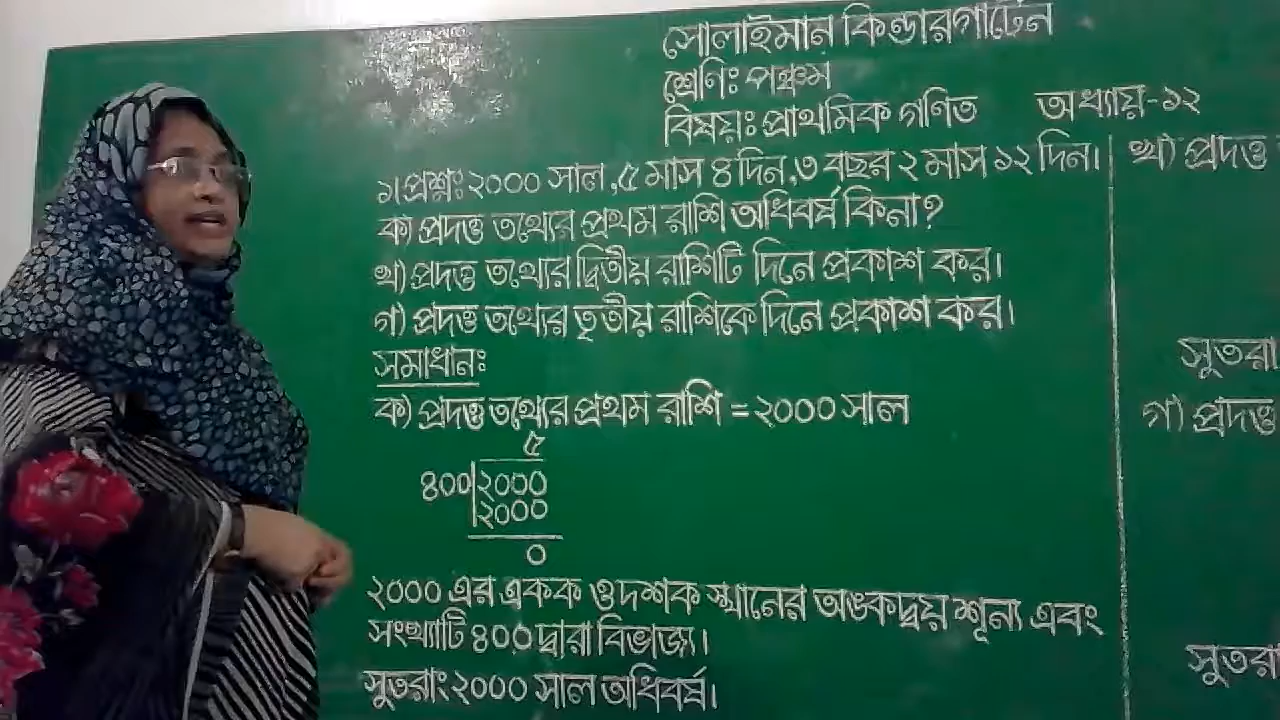 সোলাইমান কিন্ডারগার্টেন
শ্রেণিঃ পঞ্চম
বিষয়ঃ প্রাথমিক গণিত অধ্যায়-১২
১। প্রশ্নঃ ২০০০ সাল, ৫ মাস ৪ দিন, ৩ বছর ২ মাস ১২ দিন।
ক) প্রদত্ত তথ্যের প্রথম রাশি অধিবর্ষ কিনা?
খ) প্রদত্ত তথ্যের দ্বিতীয় রাশিটি দিনে প্রকাশ কর।
গ) প্রদত্ত তথ্যের তৃতীয় রাশিকে দিনে প্রকাশ কর।
সমাধানঃ
ক) প্রদত্ত তথ্যের প্রথম রাশি = ২০০০ সাল
৫
৪০০ ২০০০
২০০০
০
২০০০ এর একক ও দশক স্থানের অঙ্কদ্বয় শূন্য এবং
সংখ্যাটি ৪০০ দ্বারা বিভাজ্য।
সুতরাং ২০০০ সাল অধিবর্ষ।
খ) প্রদত্ত
সুতরা
গ) প্রদত্ত
সুতরা